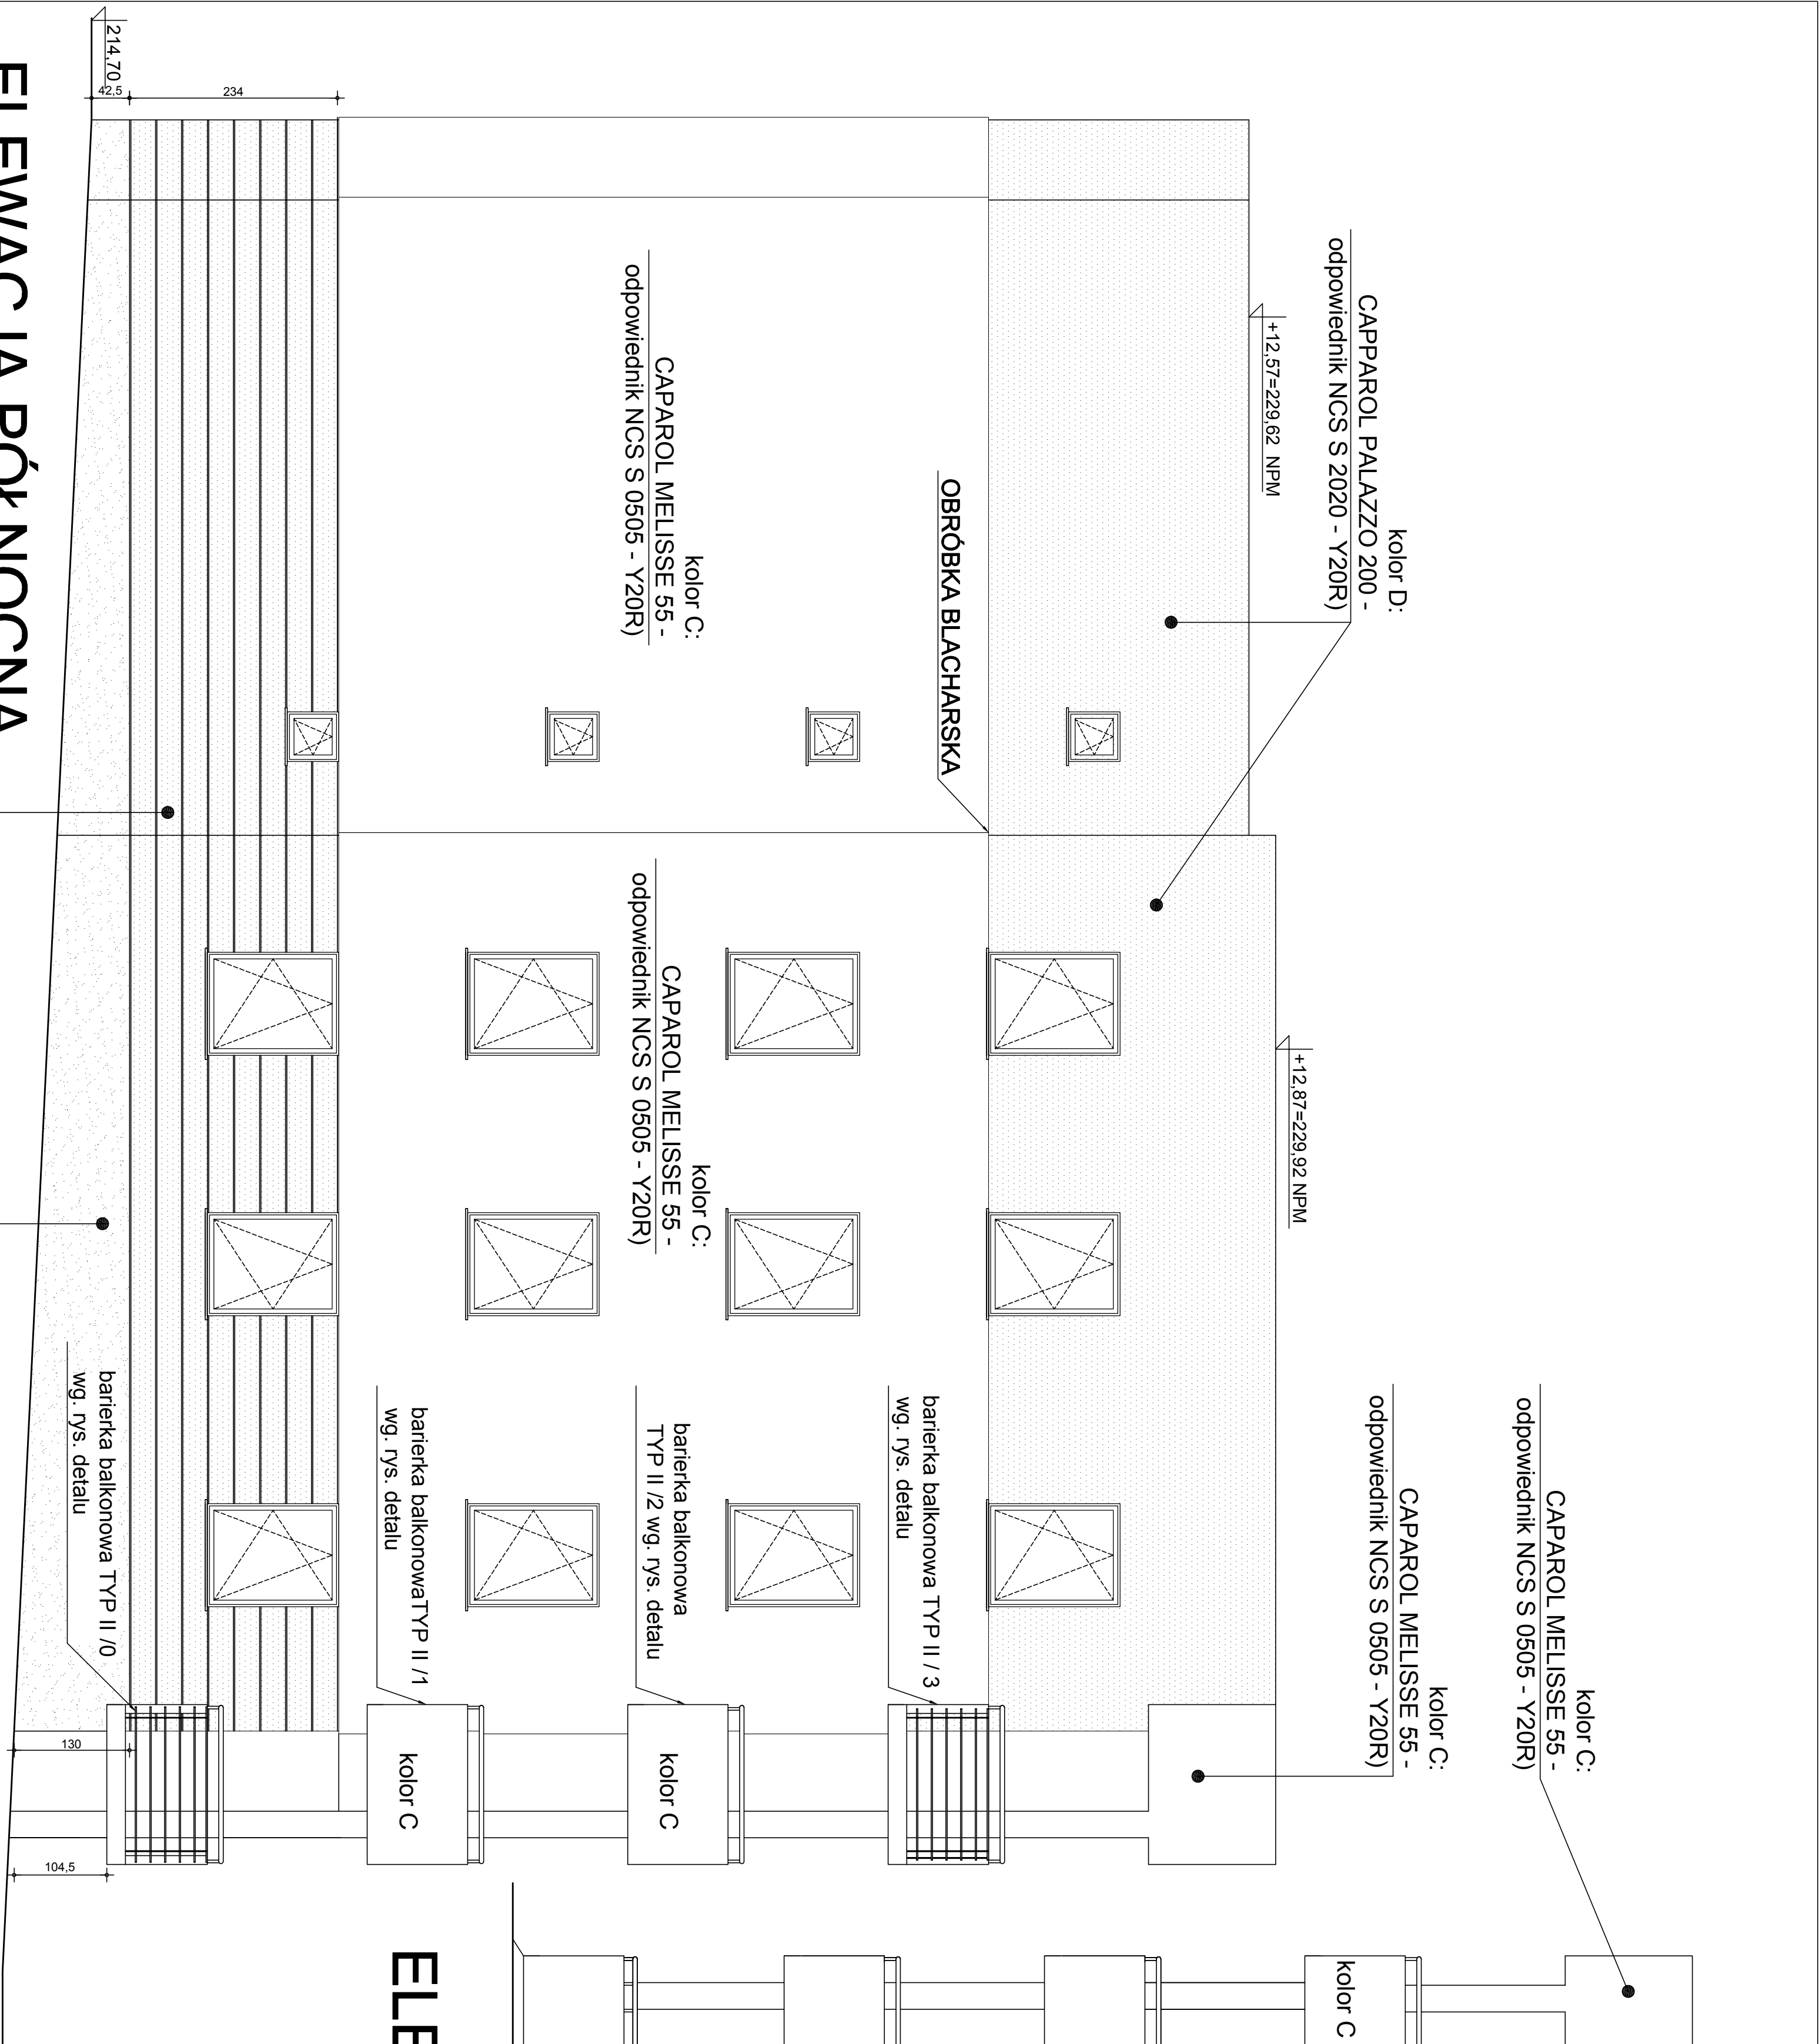 kolor C:
CAPAROL MELISSE 55 -
odpowiednik NCS S 0505 - Y20R)
kolor D:
CAPPAROL PALAZZO 200 -
odpowiednik NCS S 2020 - Y20R)
kolor C:
CAPAROL MELISSE 55 -
odpowiednik NCS S 0505 - Y20R)
+12,57=229,62 NPM
+12,87=229,92 NPM
OBRÓBKA BLACHARSKA
barierka balkonowa TYP II / 3
wg. rys. detalu
kolor C
kolor C:
CAPAROL MELISSE 55 -
odpowiednik NCS S 0505 - Y20R)
kolor C:
CAPAROL MELISSE 55 -
odpowiednik NCS S 0505 - Y20R)
barierka balkonowa
TYP II /2 wg. rys. detalu
kolor C
barierka balkonowaTYP II /1
wg. rys. detalu
kolor C
234
42,5
214,70
barierka balkonowa TYP II /0
wg. rys. detalu
130
104,5
ELEWACJA PÓŁNOCNA
ELE